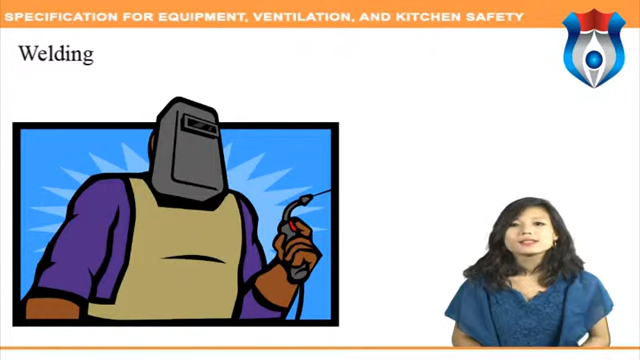 SPECIFICATION FOR EQUIPMENT, VENTILATION, AND KITCHEN SAFETY
Welding